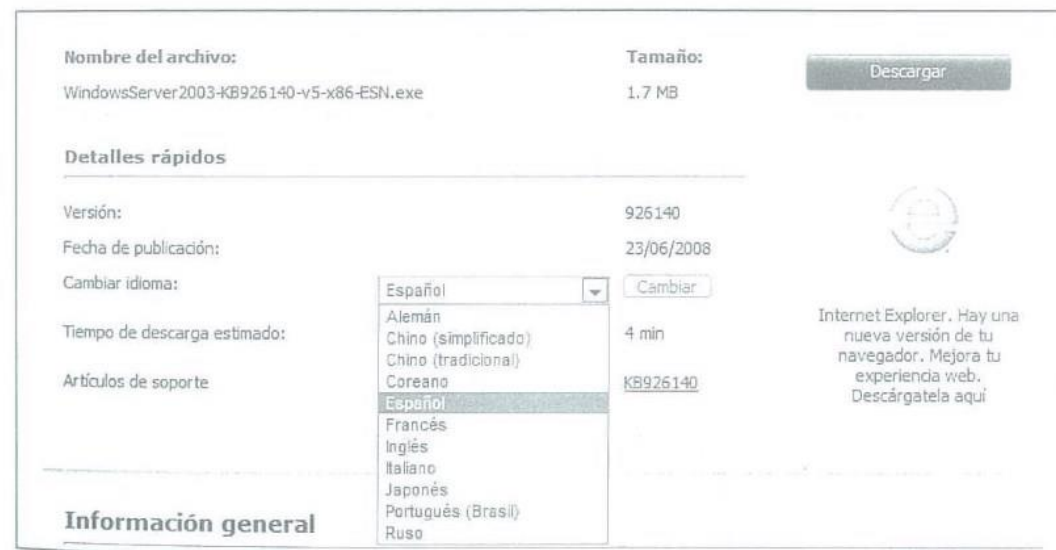 Nombre del archivo:
Tamaño:
Descargar
WindowsServer2003-KB926140-v5-x86-ESN.exe
1.7 MB
Detalles rápidos
Versión:
926140
Fecha de publicación:
23/06/2008
Cambiar idioma:
Español
Cambiar
Alemán
Chino (simplificado)
Chino (tradicional)
Coreano
Español
Francés
Inglés
Italiano
Japonés
Portugués (Brasil)
Ruso
Tiempo de descarga estimado:
4 min
Artículos de soporte
KB926140
Internet Explorer. Hay una
nueva versión de tu
navegador. Mejora tu
experiencia web.
Descárgatela aquí
Información general